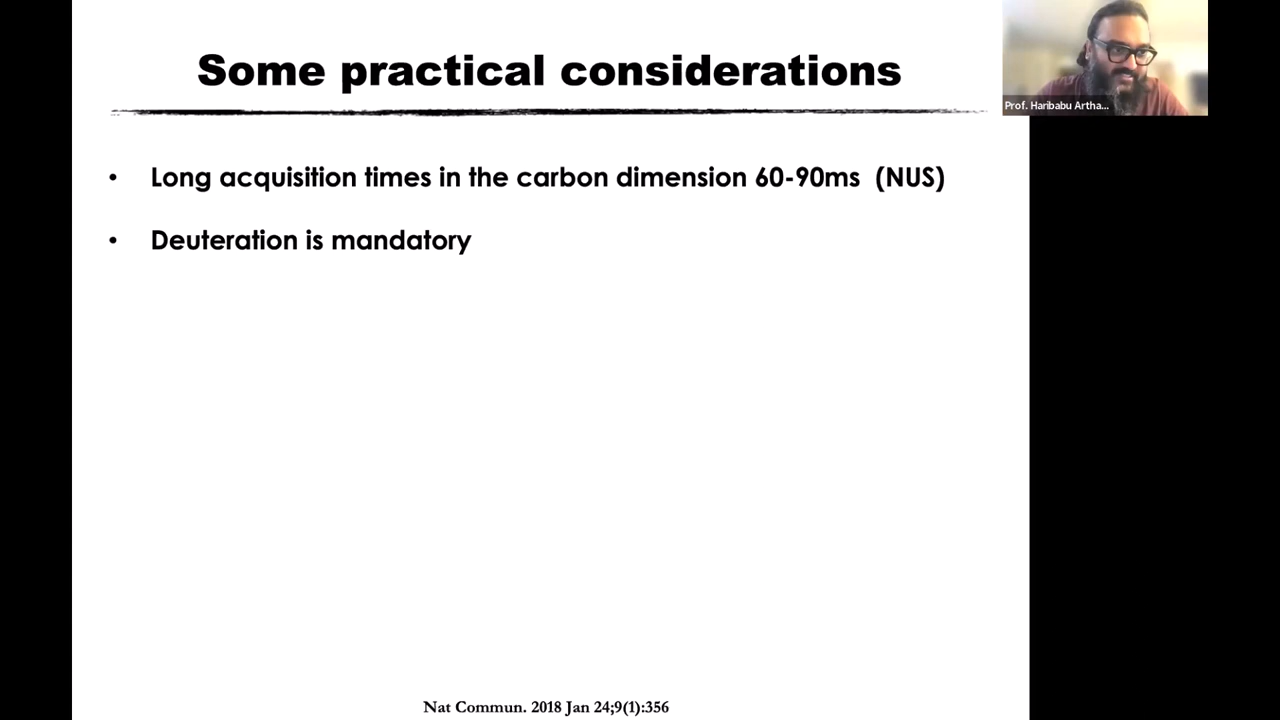 Some practical considerations
Prof. Haribabu Artha...
• Long acquisition times in the carbon dimension 60-90ms (NUS)
• Deuteration is mandatory
Nat Commun. 2018 Jan 24;9(1):356